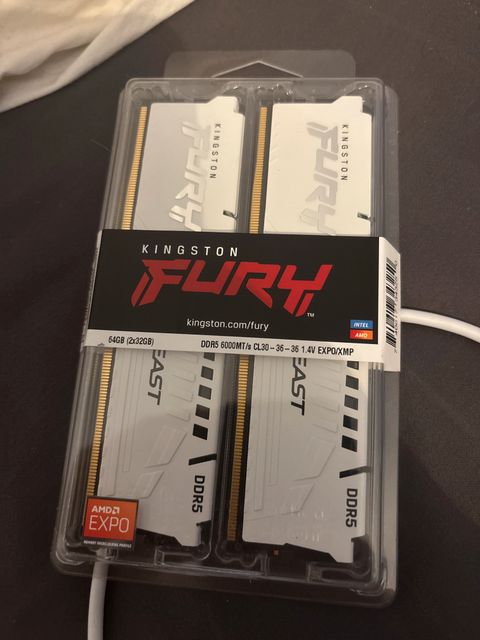 KINGSTON
FURY
KINGSTON
FURY
KINGSTON
FURY™
kingston.com/fury
INTEL
AMD
64GB (2x32GB)
DDR5 6000MT/s CL30-36-36 1.4V EXPO/XMP
EAST
EAST
DDR5
DDR5
AMD
EXPO